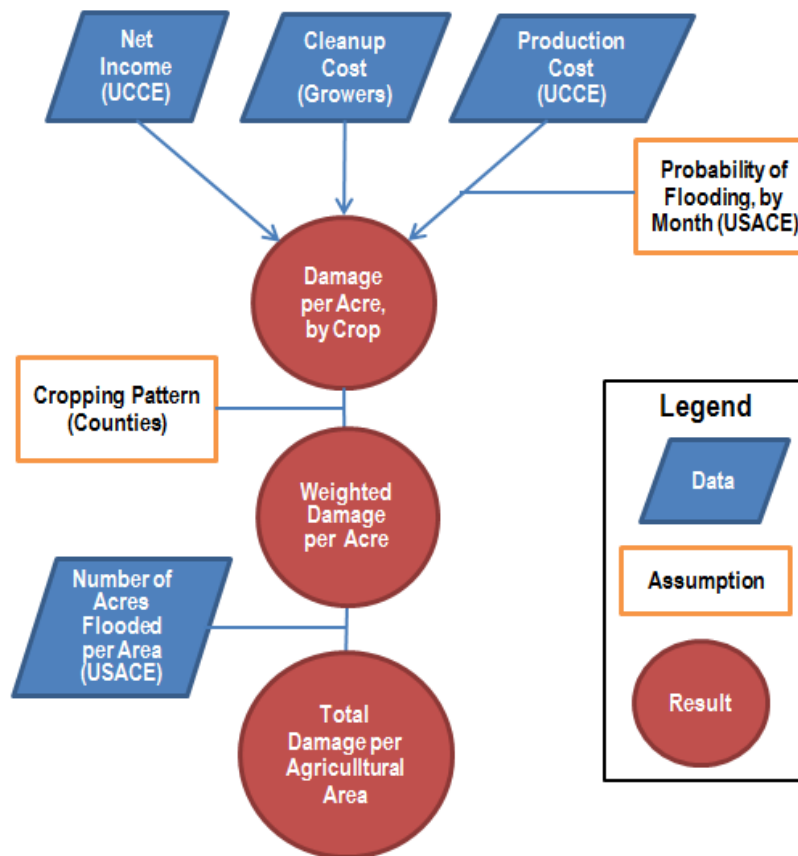 Net
Income
(UCCE)
Cleanup
Cost
(Growers)
Production
Cost
(UCCE)
Probability of
Flooding, by
Month (USACE)
Damage
per Acre,
by Crop
Cropping Pattern
(Counties)
Weighted
Damage
per Acre
Number of
Acres
Flooded
per Area
(USACE)
Total
Damage per
Agriculltural
Area
Legend
Data
Assumption
Result